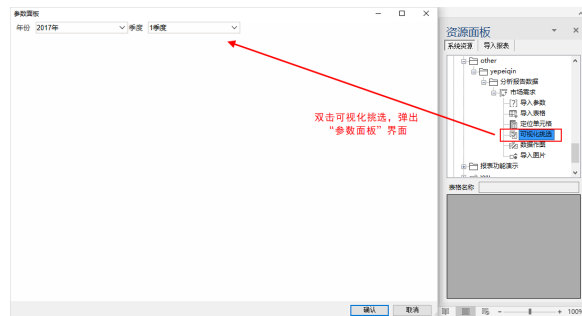 参数面板
年份 2017年 季度 1季度
双击可视化挑选，弹出
“参数面板”界面
确认 取消
资源面板
系统资源 导入报表
other
yepeiqin
分析报告数据
市场需求
导入参数
导入表格
定位单元格
可视化挑选
数据作图
导入图片
报表功能演示
表格名称
100%